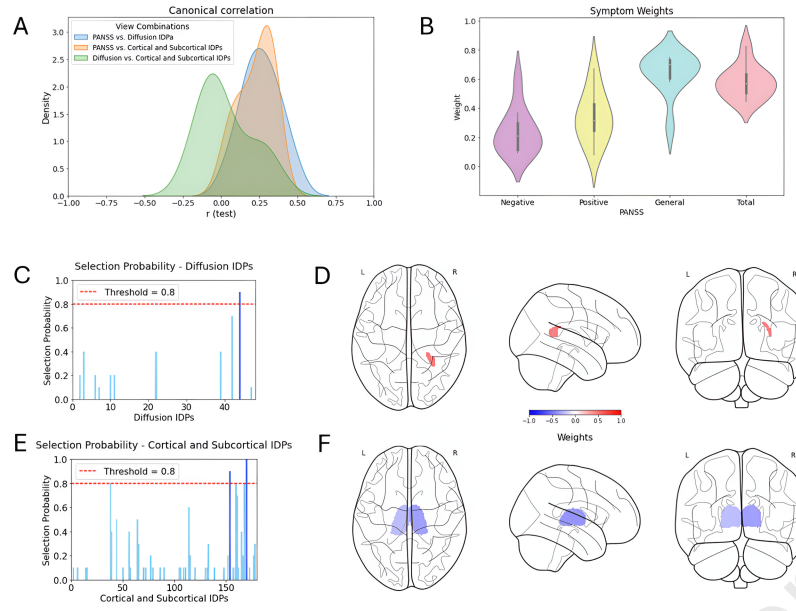 A
Canonical correlation
View Combinations
PANSS vs. Diffusion IDPa
PANSS vs. Cortical and Subcortical IDPs
Diffusion vs. Cortical and Subcortical IDPs
Density
3.0
2.5
2.0
1.5
1.0
0.5
0.0
−1.00 −0.75 −0.50 −0.25 0.00 0.25 0.50 0.75 1.00
r (test)
B
Symptom Weights
Weight
1.0
0.8
0.6
0.4
0.2
0.0
Negative Positive General Total
PANSS
C
Selection Probability - Diffusion IDPs
Selection Probability
1.0
0.8
0.6
0.4
0.2
0.0
Threshold = 0.8
0 20 40
Diffusion IDPs
D
L R
L R
-1.0 -0.5 0.0 0.5 1.0
Weights
E
Selection Probability - Cortical and Subcortical IDPs
Selection Probability
1.0
0.8
0.6
0.4
0.2
0.0
Threshold = 0.8
0 50 100 150
Cortical and Subcortical IDPs
F
L R
L R